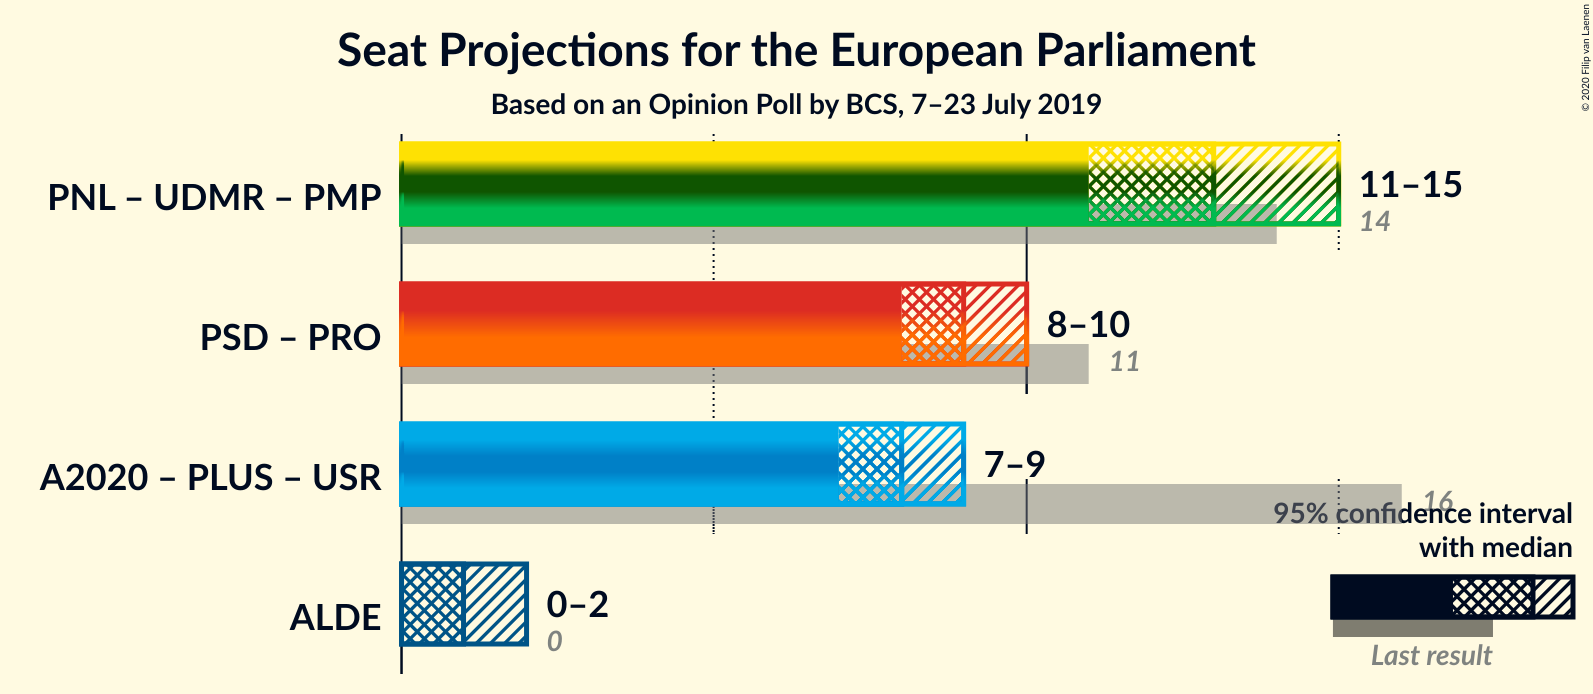 Seat Projections for the European Parliament
Based on an Opinion Poll by BCS, 7–23 July 2019
© 2020 Filip van Laenen
PNL – UDMR – PMP
11–15
14
PSD – PRO
8–10
11
A2020 – PLUS – USR
7–9
16
ALDE
0–2
0
95% confidence interval
with median
Last result